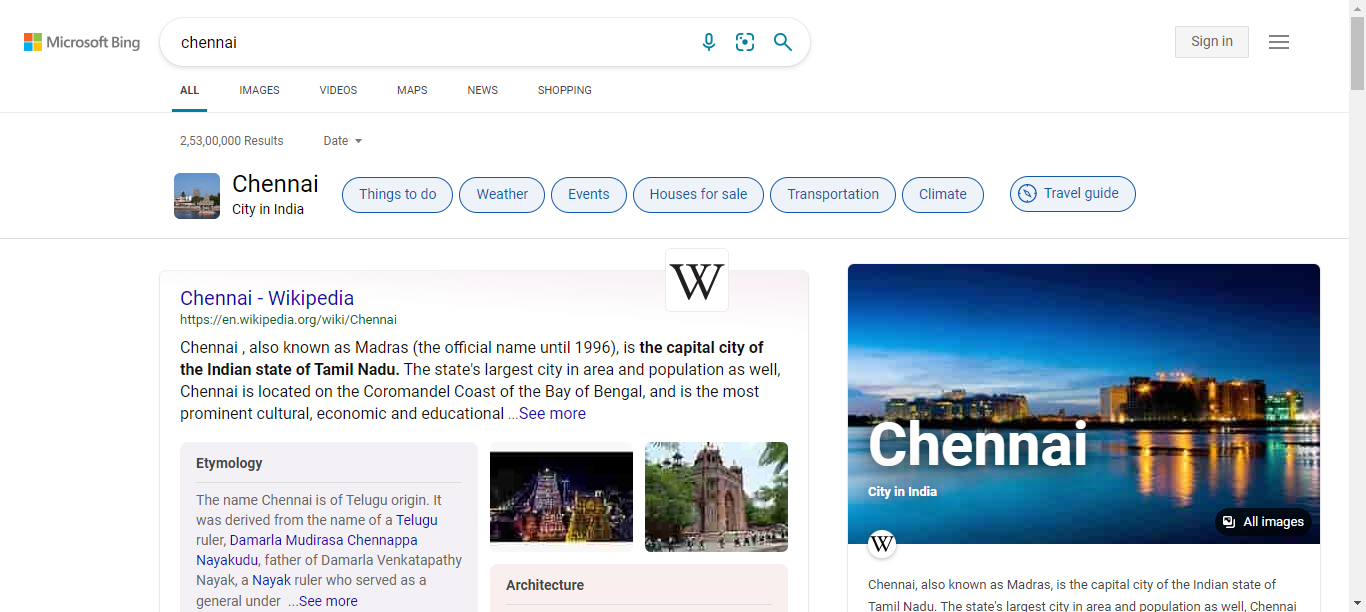 Microsoft Bing
chennai
Sign in
ALL
IMAGES
VIDEOS
MAPS
NEWS
SHOPPING
2,53,00,000 Results
Date
Chennai
City in India
Things to do
Weather
Events
Houses for sale
Transportation
Climate
Travel guide
W
Chennai - Wikipedia
https://en.wikipedia.org/wiki/Chennai
Chennai , also known as Madras (the official name until 1996), is the capital city of
the Indian state of Tamil Nadu. The state's largest city in area and population as well,
Chennai is located on the Coromandel Coast of the Bay of Bengal, and is the most
prominent cultural, economic and educational ...See more
Etymology
The name Chennai is of Telugu origin. It
was derived from the name of a Telugu
ruler, Damarla Mudirasa Chennappa
Nayakudu, father of Damarla Venkatapathy
Nayak, a Nayak ruler who served as a
general under ...See more
Architecture
Chennai
City in India
All images
W
Chennai, also known as Madras, is the capital city of the Indian state of
Tamil Nadu. The state's largest city in area and population as well, Chennai